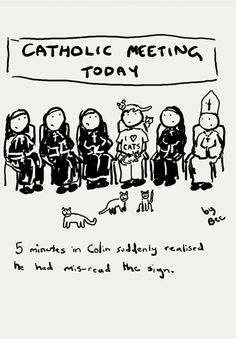 CATHOLIC MEETING
TODAY
I ♥
CATS
by
Bec
5 minutes in Colin suddenly realised
he had mis-read the sign.